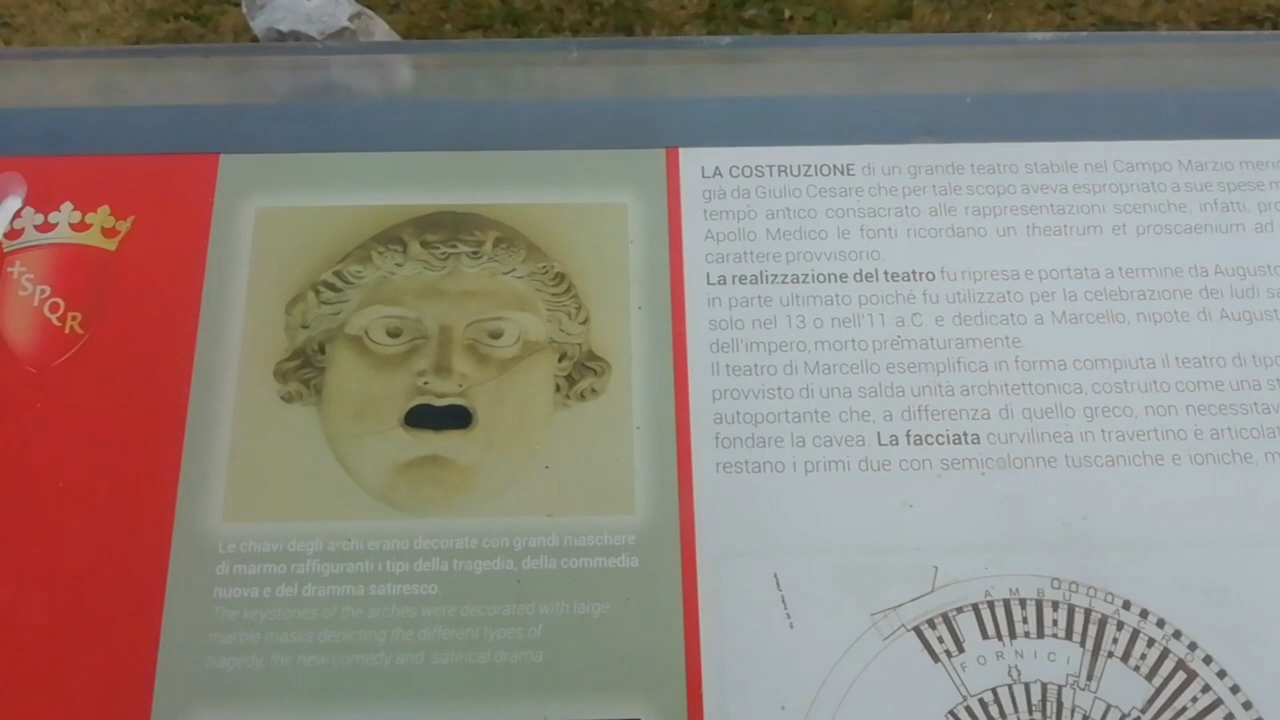 SPQR
Le chiavi degli archi erano decorate con grandi maschere
di marmo raffiguranti i tipi della tragedia, della commedia
nuova e del dramma satiresco.
The keystones of the arches were decorated with large
marble masks depicting the different types of
tragedy, the new comedy and satirical drama
LA COSTRUZIONE di un grande teatro stabile nel Campo Marzio
già da Giulio Cesare che per tale scopo aveva espropriato a sue spese
tempo antico consacrato alle rappresentazioni sceniche, infatti,
Apollo Medico le fonti ricordano un theatrum et proscaenium ad
carattere provvisorio.
La realizzazione del teatro fu ripresa e portata a termine da Augusto
in parte ultimato poiché fu utilizzato per la celebrazione dei ludi
solo nel 13 o nell'11 a.C. e dedicato a Marcello, nipote di August
dell'impero, morto prematuramente.
Il teatro di Marcello esemplifica in forma compiuta il teatro di tipo
provvisto di una salda unità architettonica, costruito come una
autoportante che, a differenza di quello greco, non necessitav
fondare la cavea. La facciata curvilinea in travertino è articola
restano i primi due con semicolonne tuscaniche e ioniche, m
AMBULACRO
FORNICI